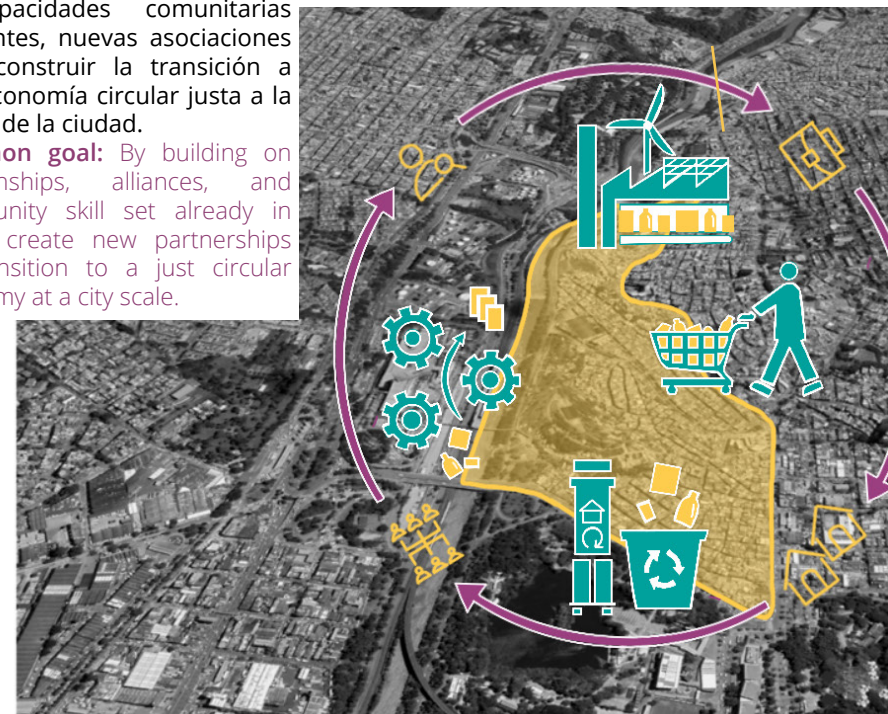 pacidades comunitarias
ntes, nuevas asociaciones
construir la transición a
conomía circular justa a la
de la ciudad.
non goal: By building on
nships, alliances, and
unity skill set already in
create new partnerships
nsition to a just circular
my at a city scale.